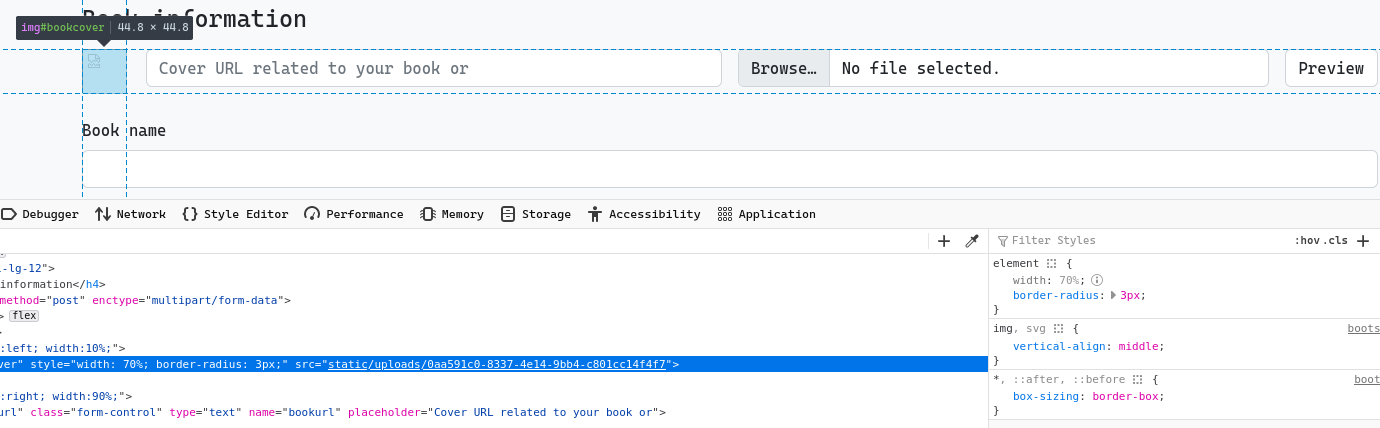 Book information
img#bookcover | 44.8 × 44.8
Cover URL related to your book or
Browse… No file selected.
Preview
Book name
Debugger Network Style Editor Performance Memory Storage Accessibility Application
+
Filter Styles :hov .cls +
-lg-12">
information</h4>
method="post" enctype="multipart/form-data">
> flex
>
:left; width:10%;">
ver" style="width: 70%; border-radius: 3px;" src="static/uploads/0aa591c0-8337-4e14-9bb4-c801cc14f4f7">
:right; width:90%;">
url" class="form-control" type="text" name="bookurl" placeholder="Cover URL related to your book or">
element {
width: 70%;
border-radius: 3px;
}
img, svg { boots
vertical-align: middle;
}
*, ::after, ::before { boot
box-sizing: border-box;
}